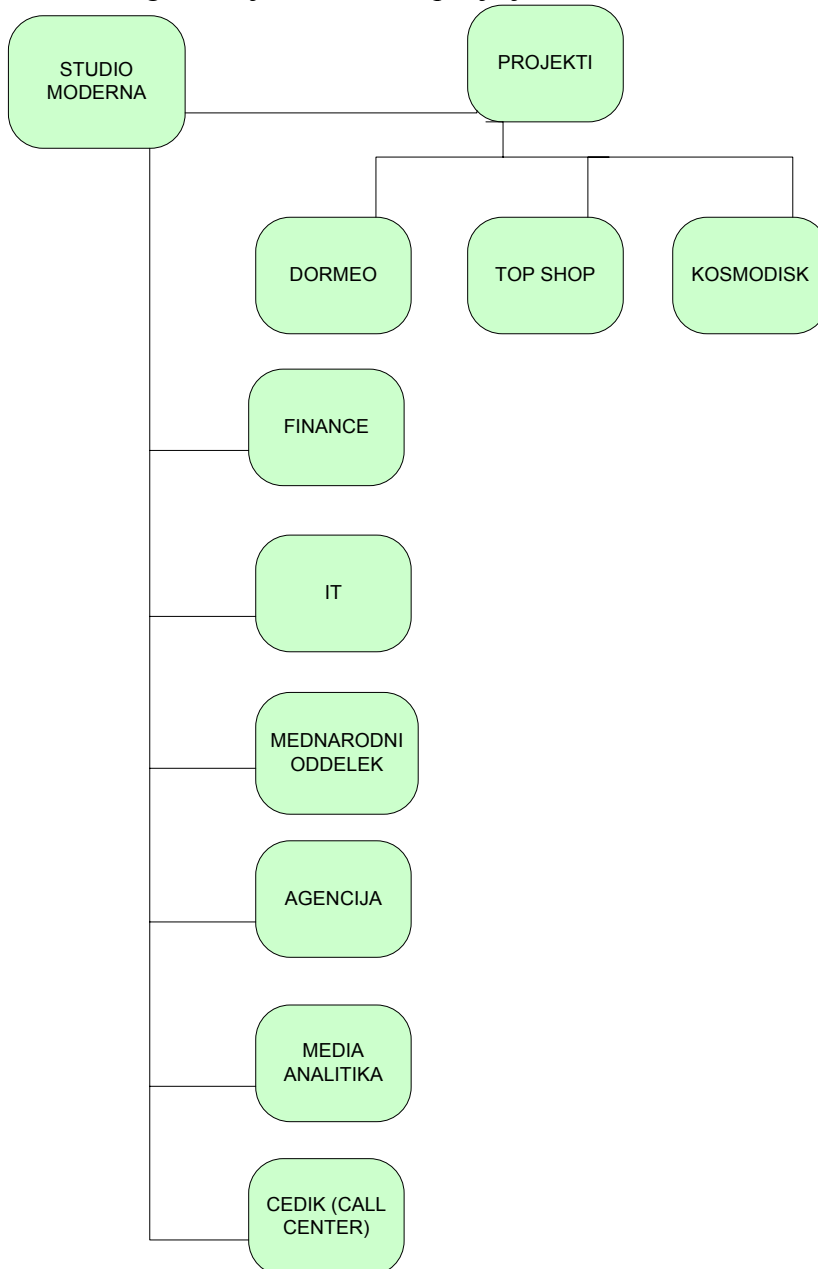 STUDIO
MODERNA
PROJEKTI
DORMEO
TOP SHOP
KOSMODISK
FINANCE
IT
MEDNARODNI
ODDELEK
AGENCIJA
MEDIA
ANALITIKA
CEDIK (CALL
CENTER)